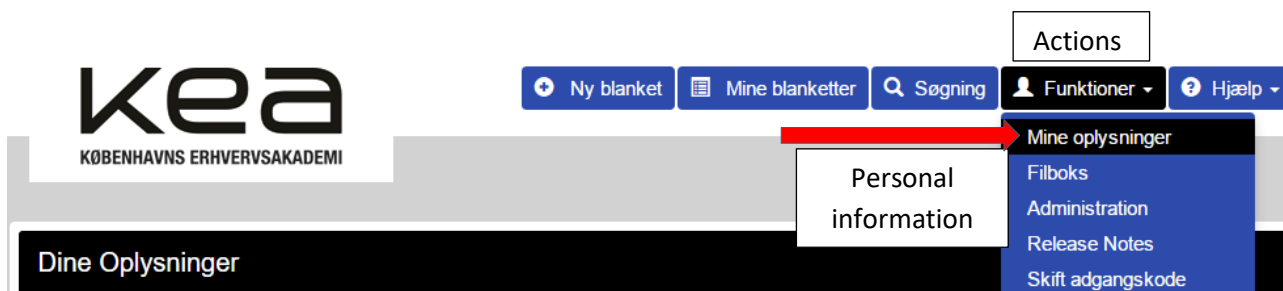 Actions
kea
KØBENHAVNS ERHVERVSAKADEMI
Ny blanket Mine blanketter Søgning Funktioner Hjælp
Mine oplysninger
Filboks
Administration
Release Notes
Skift adgangskode
Personal
information
Dine Oplysninger